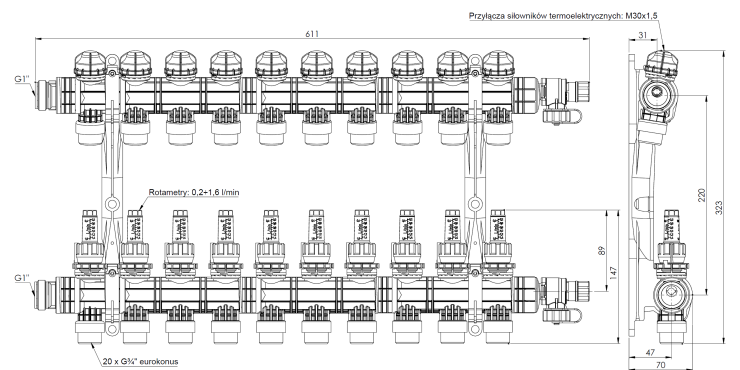 Przyłącza siłowników termoelektrycznych: M30x1,5
611
31
G1"
220
323
Rotametry: 0,2÷1,6 l/min
89
147
G1"
20 x G¾" eurokonus
47
70